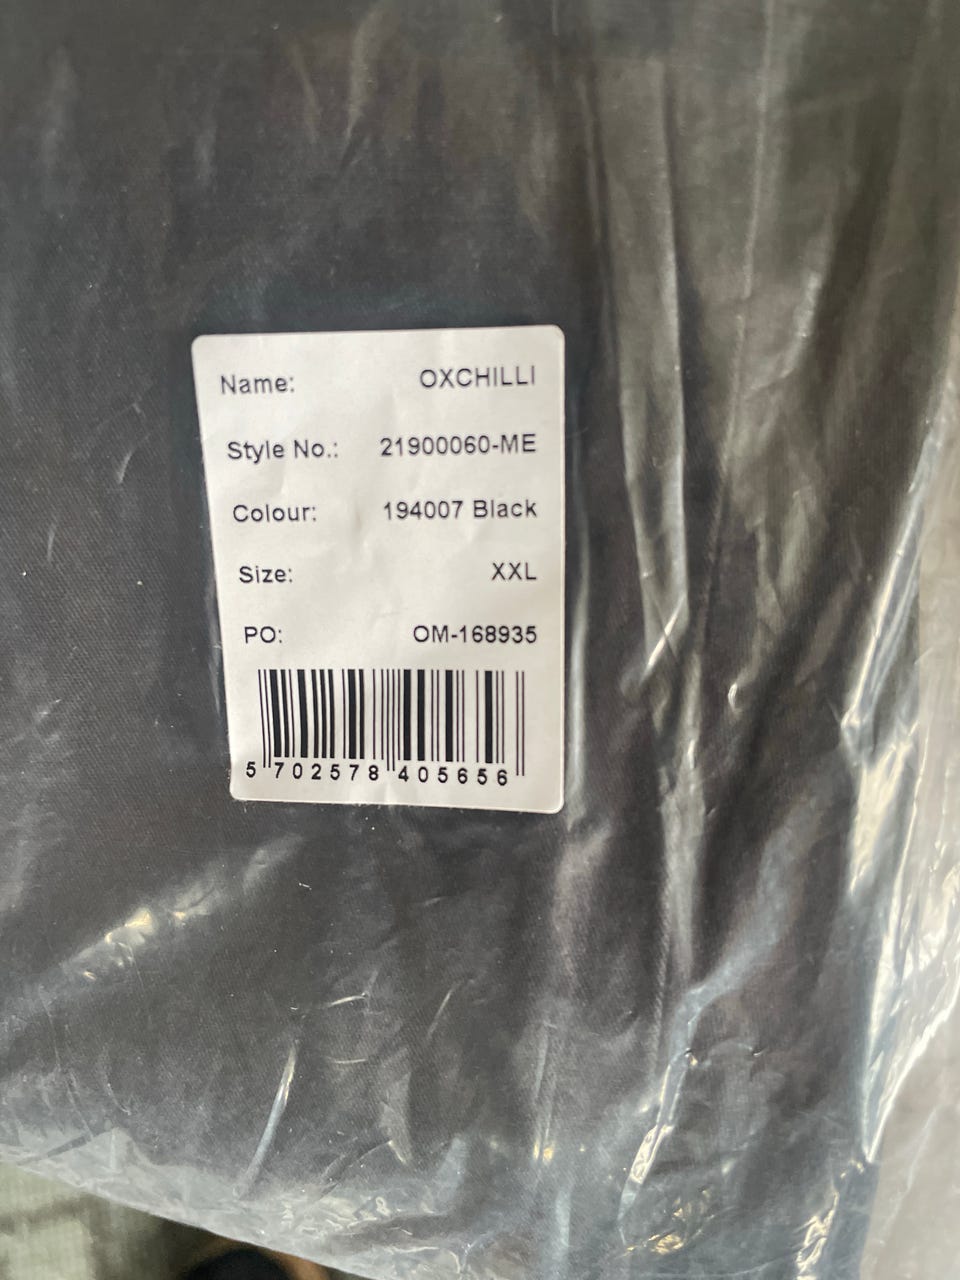 Name: OXCHILLI
Style No.: 21900060-ME
Colour: 194007 Black
Size: XXL
PO: OM-168935
5 702578 405656